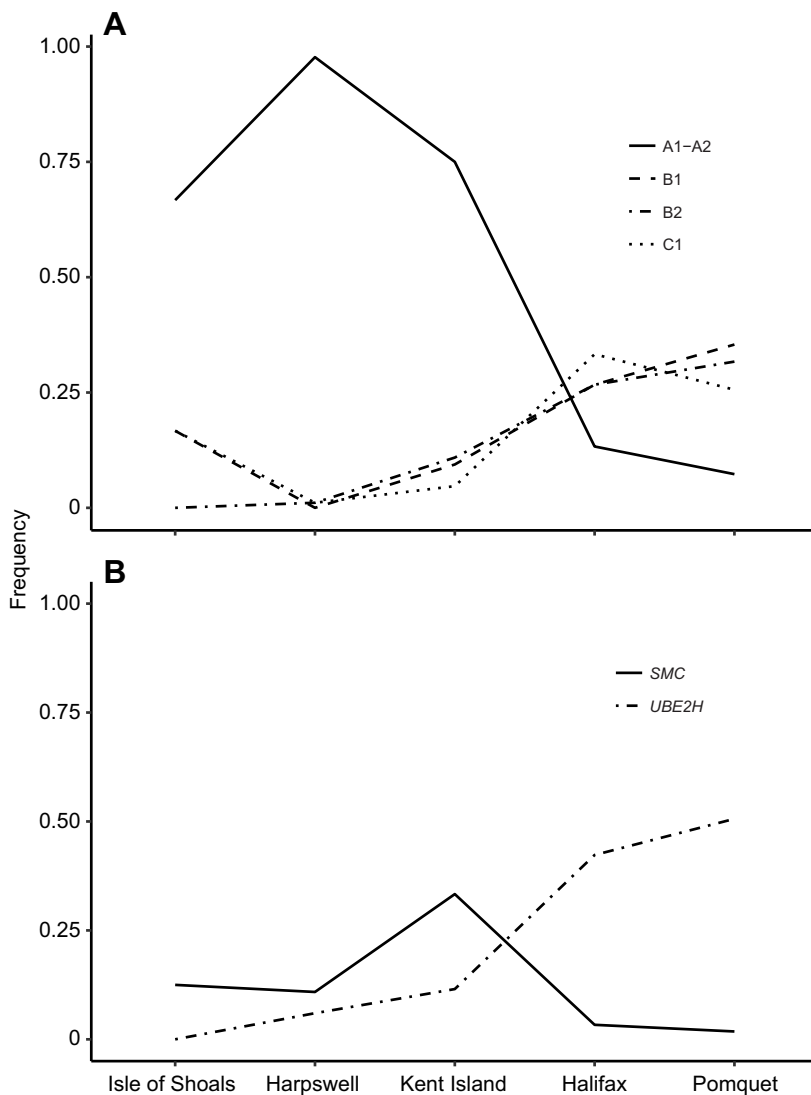 A
1.00
0.75
0.50
0.25
0
A1−A2
B1
B2
C1
Frequency
B
1.00
0.75
0.50
0.25
0
SMC
UBE2H
Isle of Shoals Harpswell Kent Island Halifax Pomquet